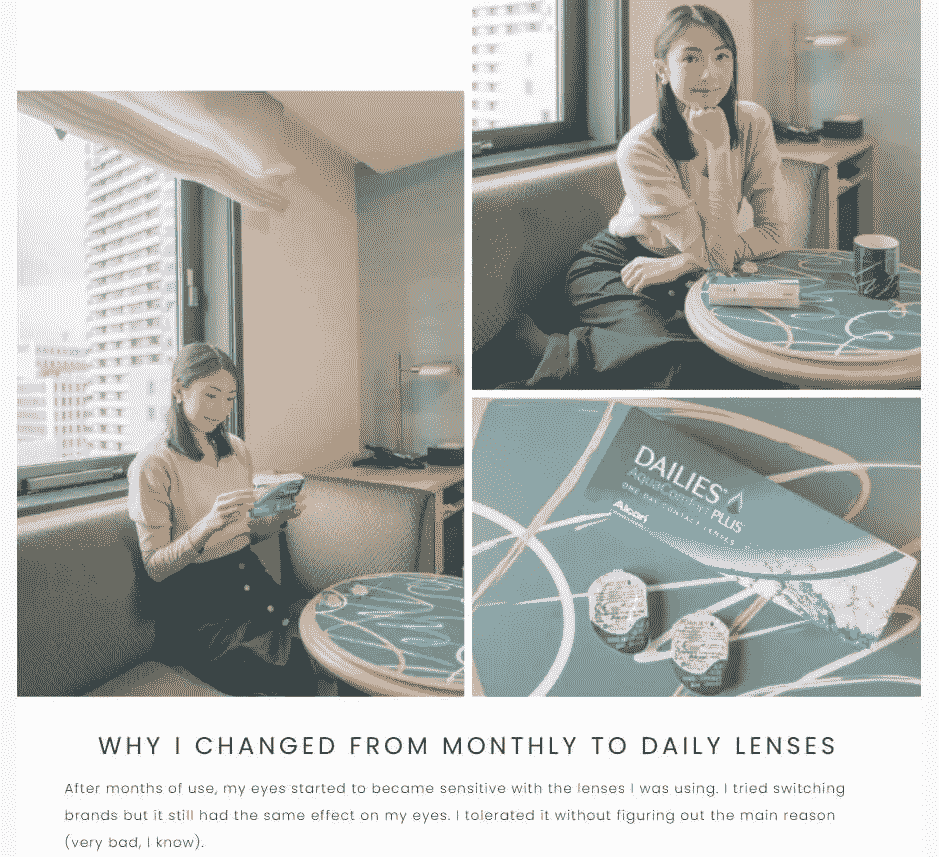 DAILIES®
AquaComfort PLUS®
ONE-DAY CONTACT LENSES
Alcon
DAILIES
WHY I CHANGED FROM MONTHLY TO DAILY LENSES
After months of use, my eyes started to became sensitive with the lenses I was using. I tried switching
brands but it still had the same effect on my eyes. I tolerated it without figuring out the main reason
(very bad, I know).